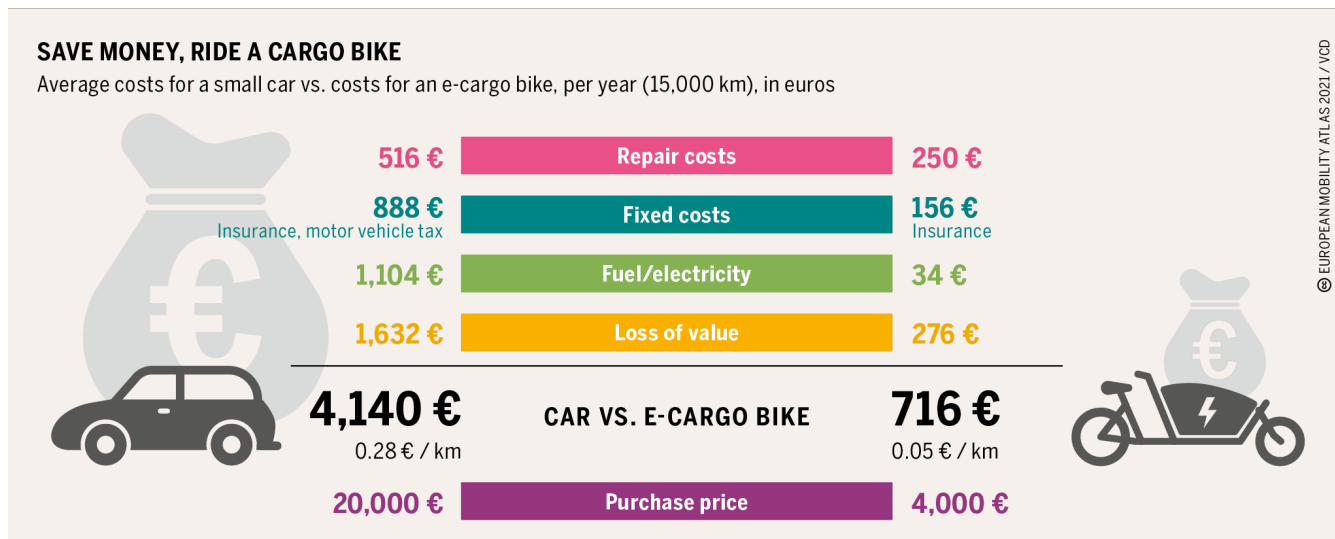 SAVE MONEY, RIDE A CARGO BIKE
Average costs for a small car vs. costs for an e-cargo bike, per year (15,000 km), in euros
516 € Repair costs 250 €
888 € Fixed costs 156 €
Insurance, motor vehicle tax Insurance
1,104 € Fuel/electricity 34 €
1,632 € Loss of value 276 €
€
€
4,140 € CAR VS. E-CARGO BIKE 716 €
0.28 € / km 0.05 € / km
20,000 € Purchase price 4,000 €
cc EUROPEAN MOBILITY ATLAS 2021 / VCD